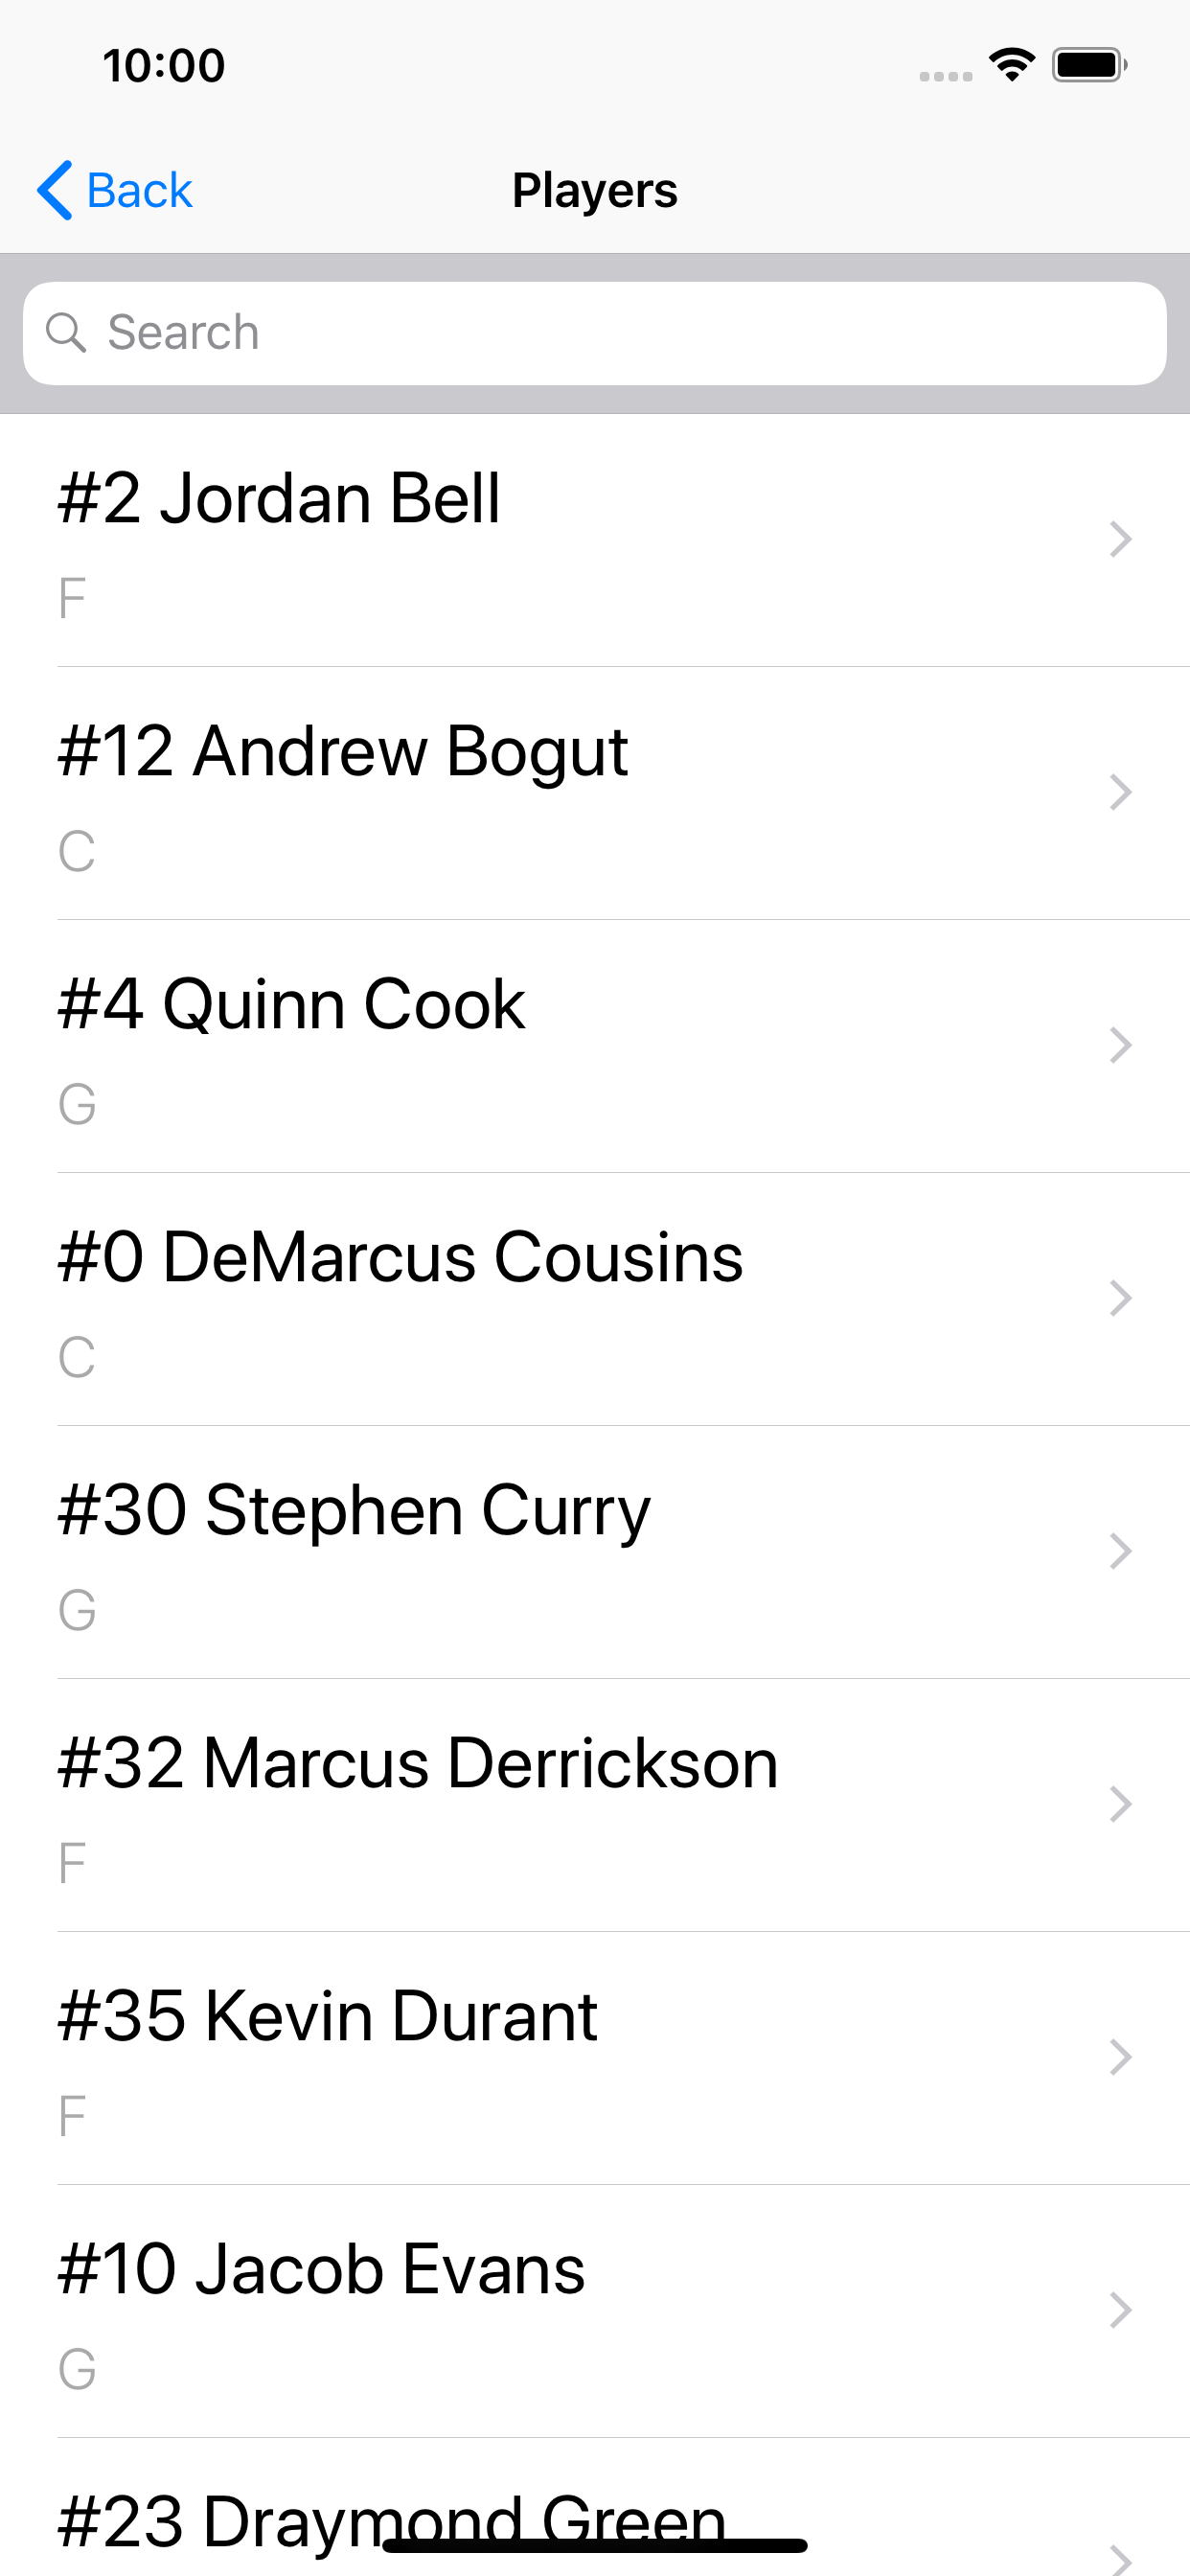 10:00
Back
Players
Search
#2 Jordan Bell
F
#12 Andrew Bogut
C
#4 Quinn Cook
G
#0 DeMarcus Cousins
C
#30 Stephen Curry
G
#32 Marcus Derrickson
F
#35 Kevin Durant
F
#10 Jacob Evans
G
#23 Draymond Green